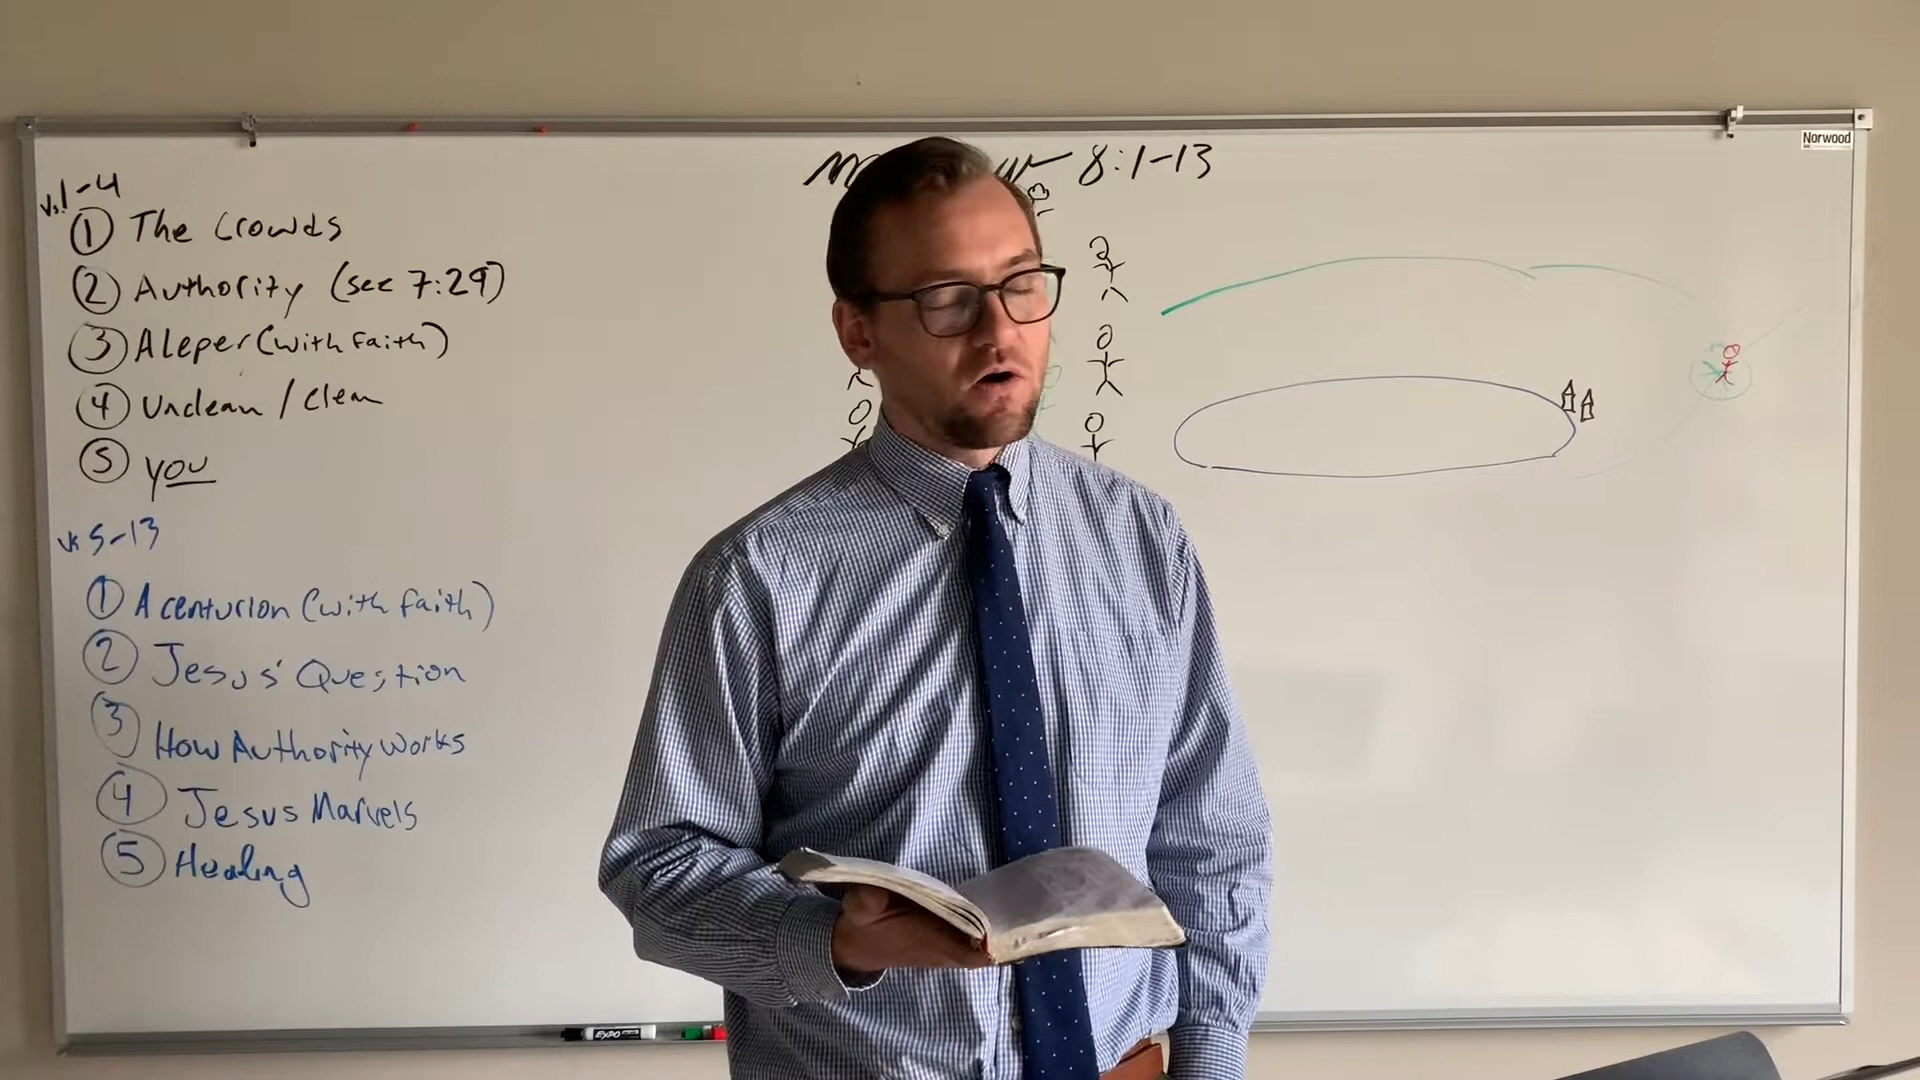 8:1-13
Norwood
vs. 1-4
① The Crowds
② Authority (see 7:29)
③ A leper (with faith)
④ Unclean / Clean
⑤ you
vs 5-13
① A centurion (with faith)
② Jesus' Question
③ How Authority Works
④ Jesus Marvels
⑤ Healing
EXPO